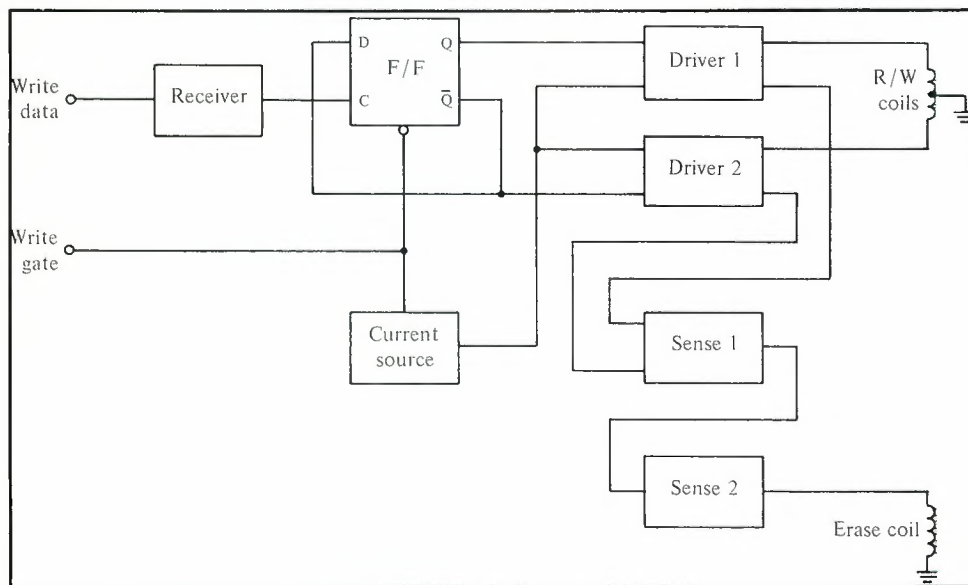 D Q
F/F
C Q̅
Write
data
Receiver
Driver 1
R/W
coils
Driver 2
Write
gate
Current
source
Sense 1
Sense 2
Erase coil